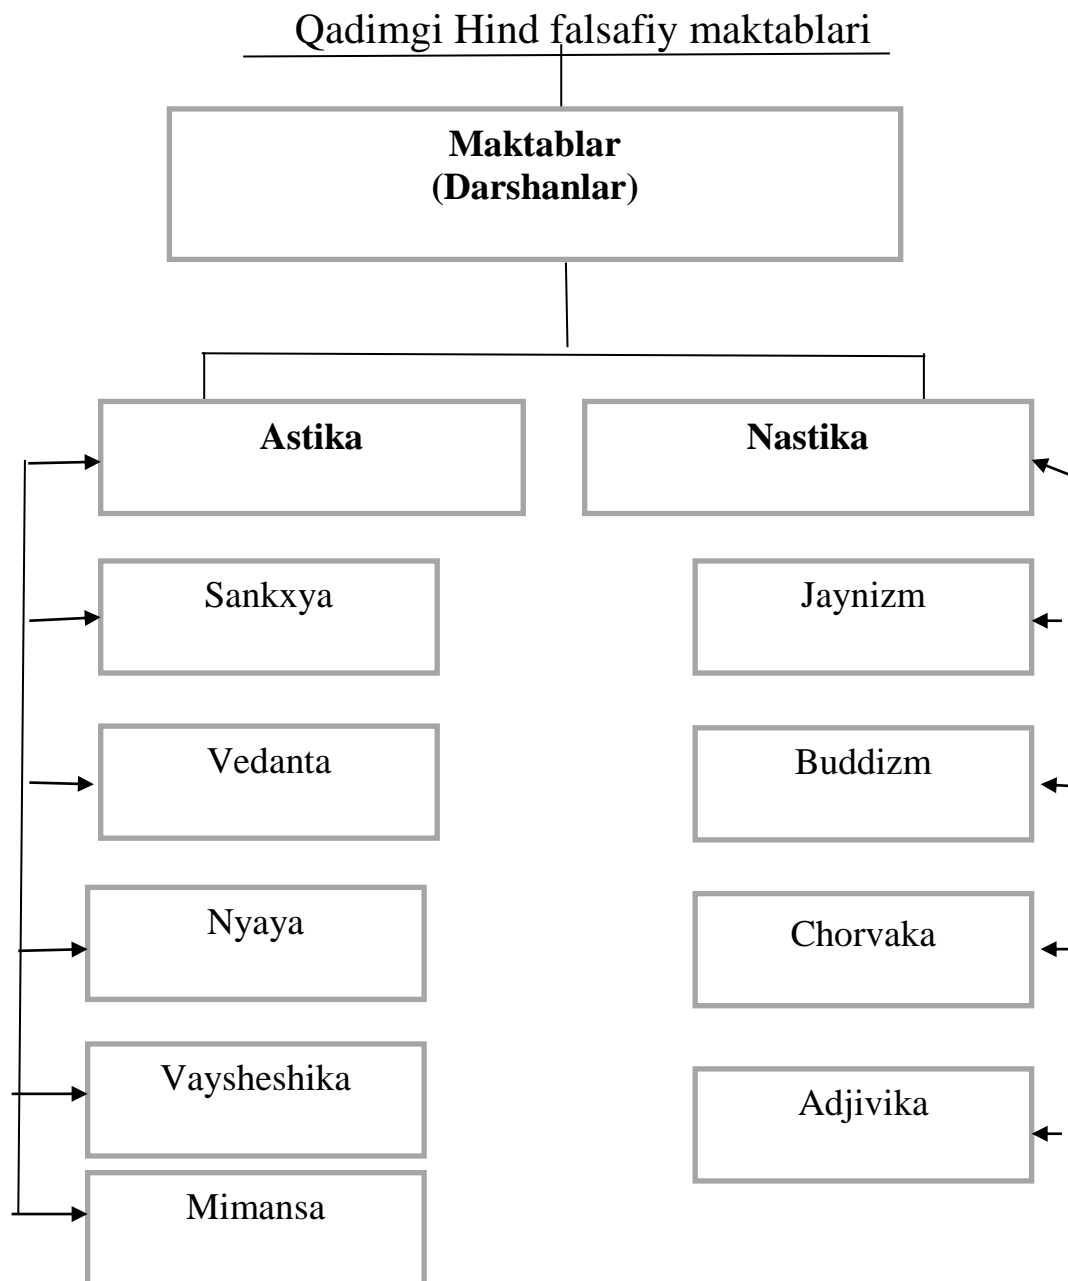 Qadimgi Hind falsafiy maktablari
Maktablar
(Darshanlar)
Astika
Nastika
Sankxya
Jaynizm
Vedanta
Buddizm
Nyaya
Chorvaka
Vaysheshika
Adjivika
Mimansa